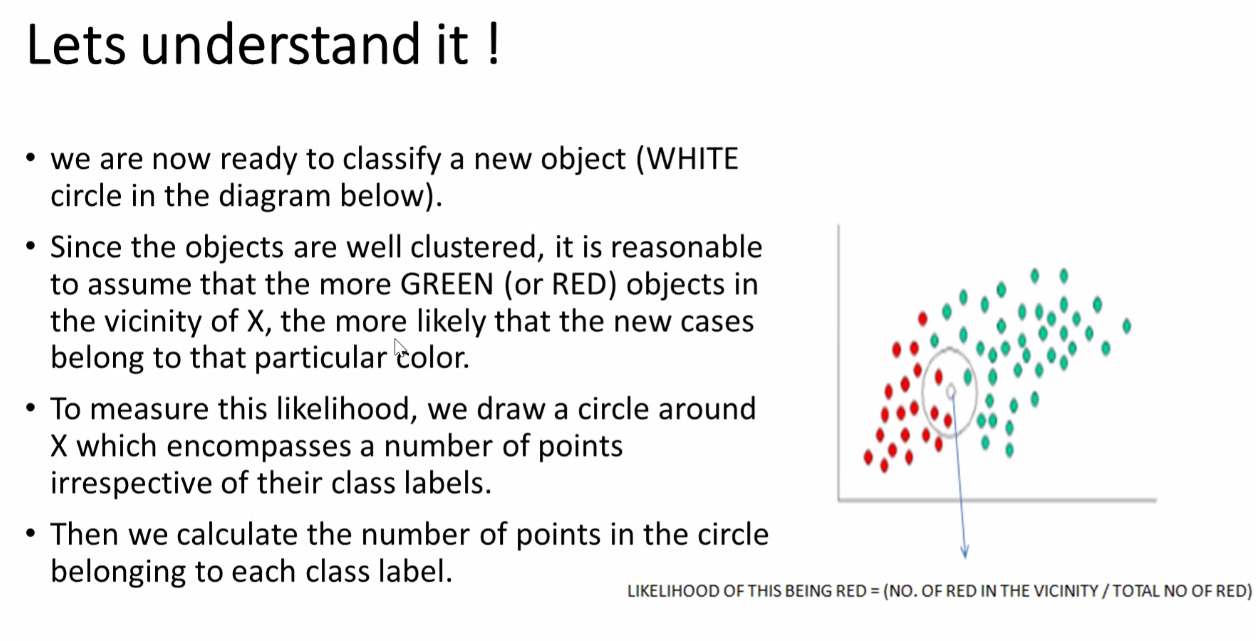 Lets understand it !
• we are now ready to classify a new object (WHITE
circle in the diagram below).
• Since the objects are well clustered, it is reasonable
to assume that the more GREEN (or RED) objects in
the vicinity of X, the more likely that the new cases
belong to that particular color.
• To measure this likelihood, we draw a circle around
X which encompasses a number of points
irrespective of their class labels.
• Then we calculate the number of points in the circle
belonging to each class label.
LIKELIHOOD OF THIS BEING RED = (NO. OF RED IN THE VICINITY / TOTAL NO OF RED)